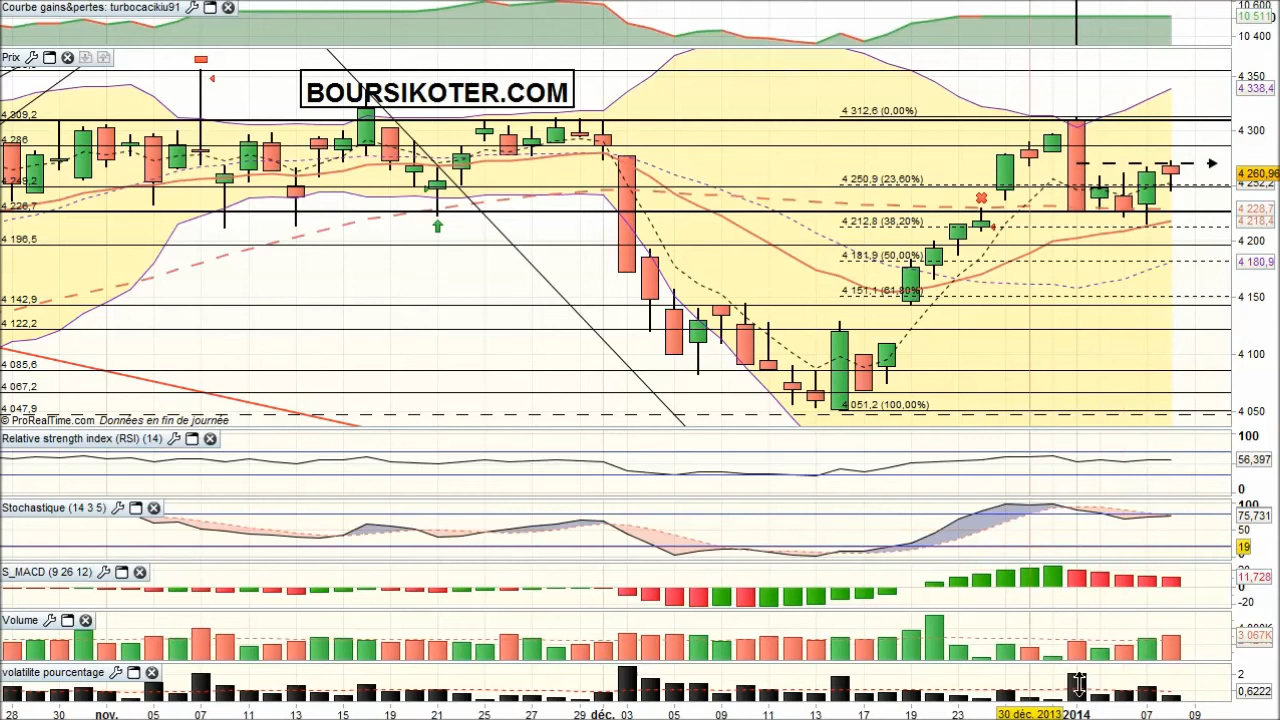 Courbe gains&pertes: turbocacikiu91
10 600
10 511
10 400
Prix
BOURSIKOTER.COM
4 350
4 338,4
4 312,6 (0,00%)
4 309,2
4 300
4 286
4 260,96
4 252,2
4 250,9 (23,60%)
4 249,2
4 228,7
4 226,7
4 218,4
4 212,8 (38,20%)
4 200
4 196,5
4 181,9 (50,00%)
4 180,9
4 151,1 (61,80%)
4 150
4 142,9
4 122,2
4 100
4 085,6
4 067,2
4 051,2 (100,00%)
4 047,9
4 050
© ProRealTime.com Données en fin de journée
Relative strength index (RSI) (14)
100
56,397
0
Stochastique (14 3 5)
100
75,731
50
19
S_MACD (9 26 12)
11,728
0
-20
Volume
3 067K
volatilite pourcentage
2
0,6222
28 30 nov. 05 07 11 13 15 19 21 25 27 29 déc. 03 05 09 11 13 17 19 23 30 déc. 2013 2014 07 09